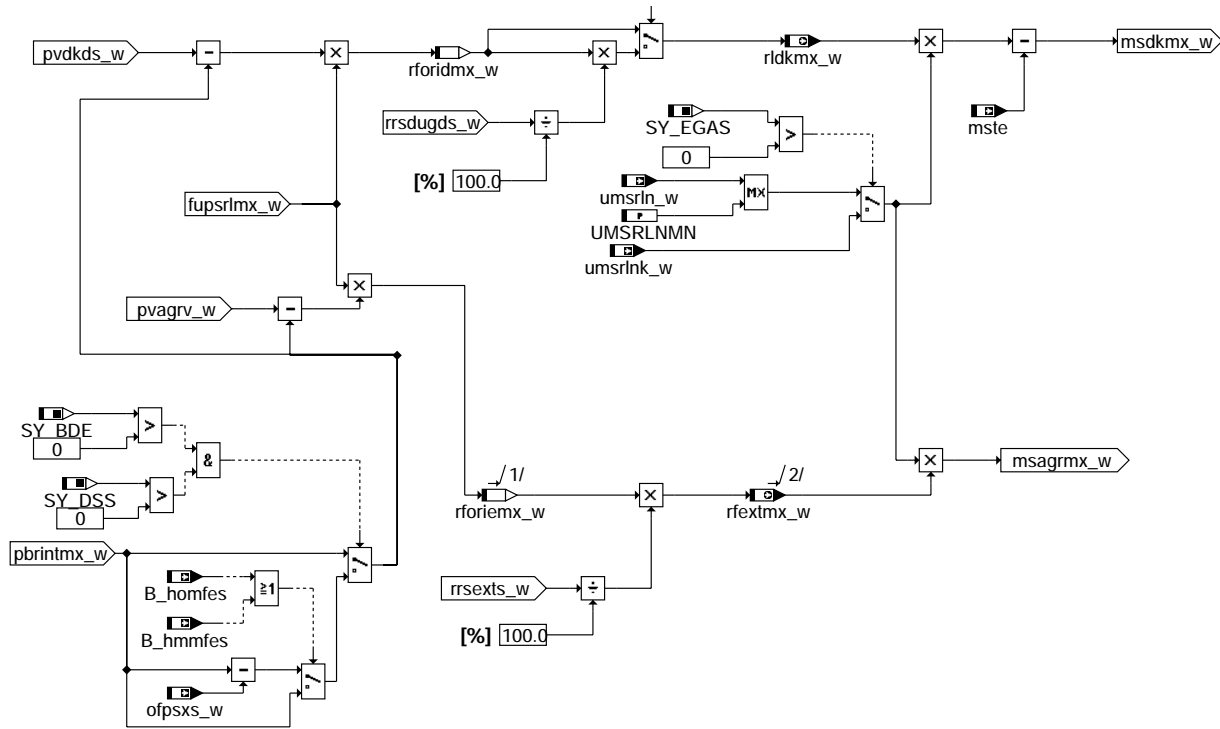 pvdkds_w
rforidmx_w
rldkmx_w
msdkmx_w
rrsdugds_w
[%] 100.0
SY_EGAS
>
0
mste
umsrln_w
MX
UMSRLNMN
P
umsrlnk_w
fupsrlmx_w
pvagrv_w
SY_BDE
>
0
&
SY_DSS
>
0
1/
2/
rforiemx_w
rfextmx_w
msagrmx_w
pbrintmx_w
B_homfes
≥1
B_hmmfes
rrsexts_w
[%] 100.0
ofpsxs_w